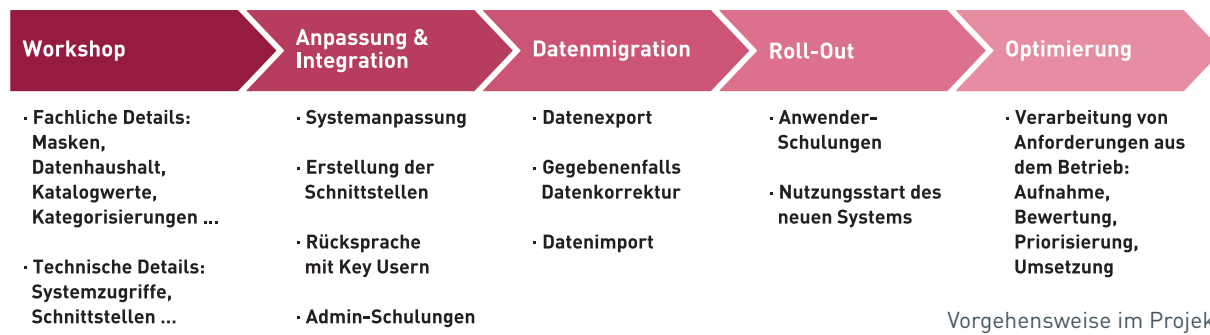 Workshop
Anpassung &
Integration
Datenmigration
Roll-Out
Optimierung
· Fachliche Details:
Masken,
Datenhaushalt,
Katalogwerte,
Kategorisierungen ...
· Technische Details:
Systemzugriffe,
Schnittstellen ...
· Systemanpassung
· Erstellung der
Schnittstellen
· Rücksprache
mit Key Usern
· Admin-Schulungen
· Datenexport
· Gegebenenfalls
Datenkorrektur
· Datenimport
· Anwender-
Schulungen
· Nutzungsstart des
neuen Systems
· Verarbeitung von
Anforderungen aus
dem Betrieb:
Aufnahme,
Bewertung,
Priorisierung,
Umsetzung
Vorgehensweise im Projek